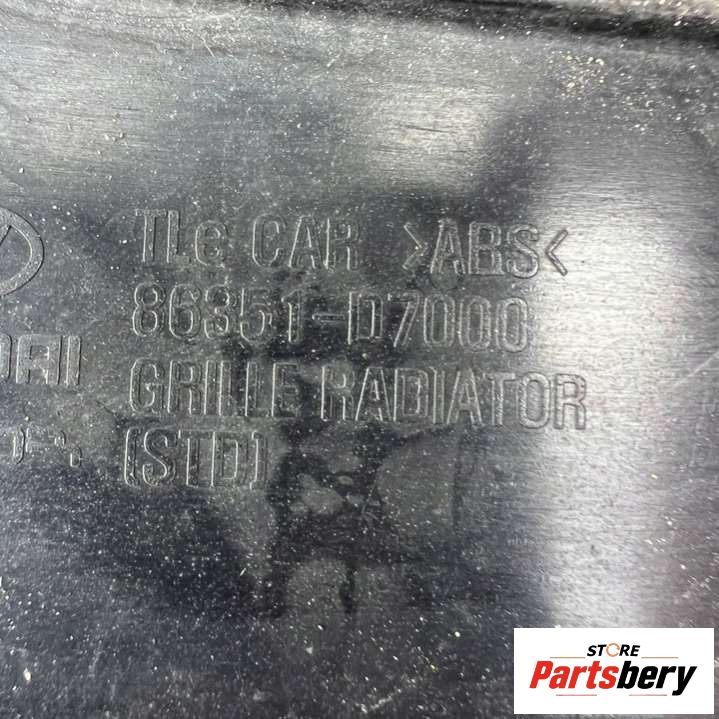 TLe CAR >ABS<
86351-D7000
GRILLE RADIATOR
(STD)
STORE
Partsbery